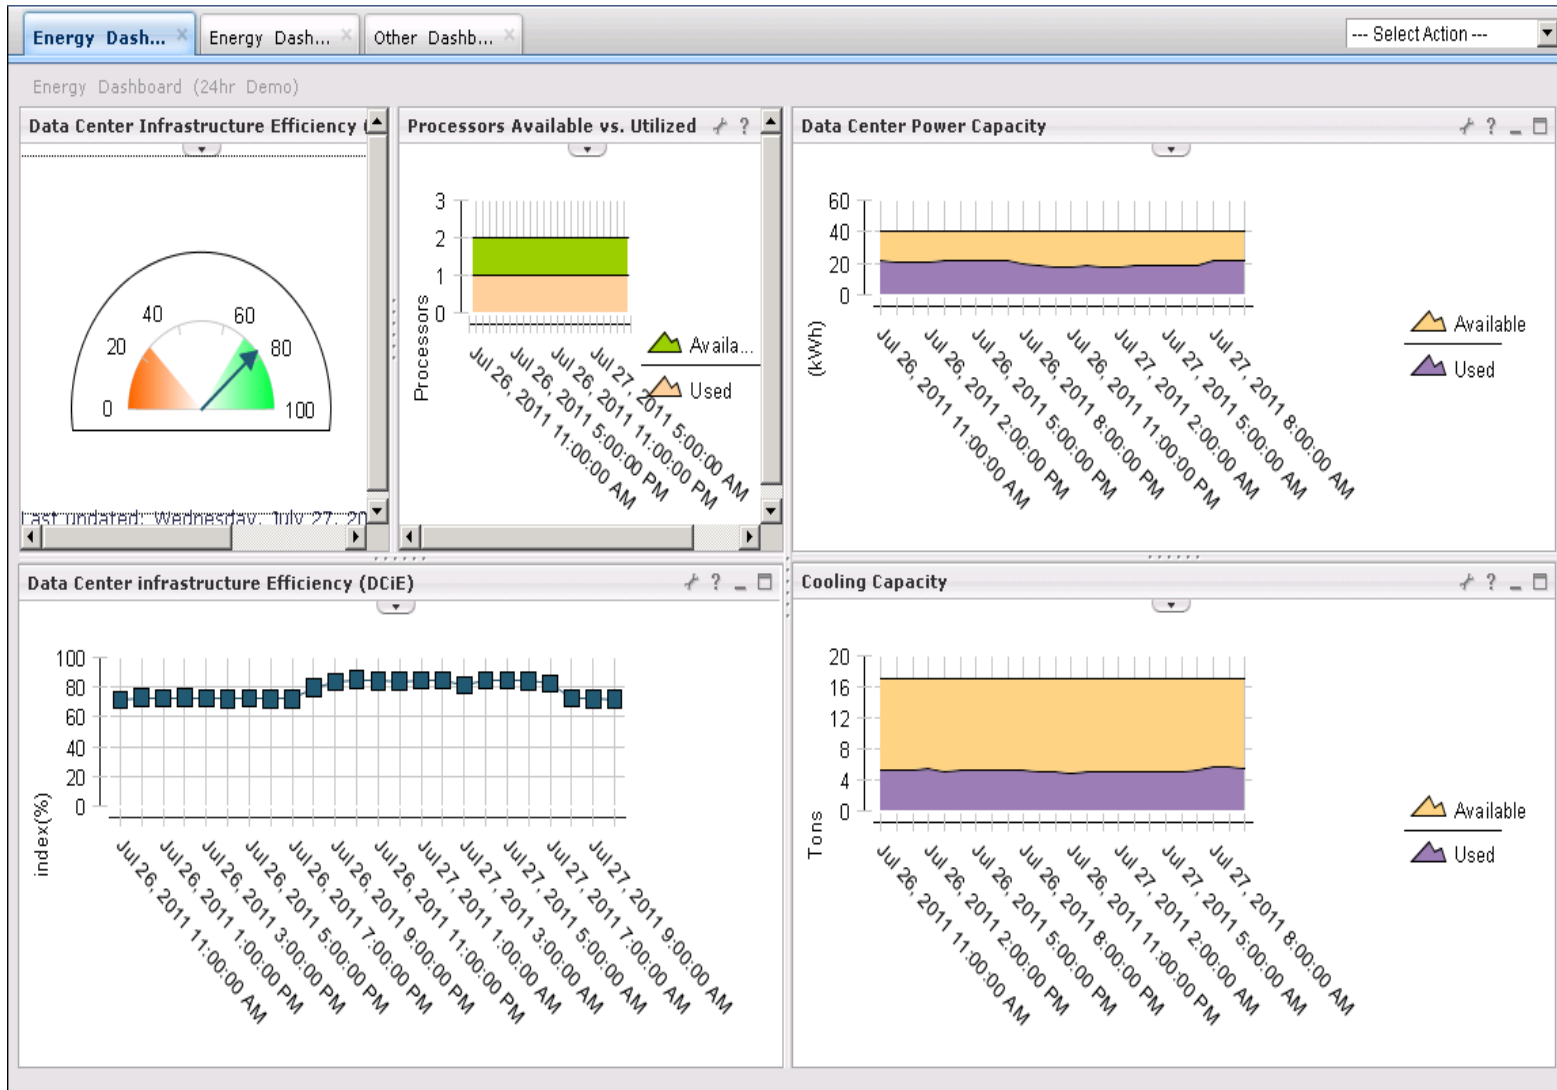 Energy Dash...
Energy Dash...
Other Dashb...
--- Select Action ---
Energy Dashboard (24hr Demo)
Data Center Infrastructure Efficiency (
0
20
40
60
80
100
Last updated: Wednesday, July 27, 20
Processors Available vs. Utilized
?
3
2
1
0
Processors
Jul 26, 2011 11:00:00 AM
Jul 26, 2011 5:00:00 PM
Jul 26, 2011 11:00:00 PM
Jul 27, 2011 5:00:00 AM
Availa...
Used
Data Center Power Capacity
?
60
40
20
0
(kWh)
Jul 26, 2011 11:00:00 AM
Jul 26, 2011 2:00:00 PM
Jul 26, 2011 5:00:00 PM
Jul 26, 2011 8:00:00 PM
Jul 26, 2011 11:00:00 PM
Jul 27, 2011 2:00:00 AM
Jul 27, 2011 5:00:00 AM
Jul 27, 2011 8:00:00 AM
Available
Used
Data Center infrastructure Efficiency (DCiE)
?
100
80
60
40
20
0
index(%)
Jul 26, 2011 11:00:00 AM
Jul 26, 2011 1:00:00 PM
Jul 26, 2011 3:00:00 PM
Jul 26, 2011 5:00:00 PM
Jul 26, 2011 7:00:00 PM
Jul 26, 2011 9:00:00 PM
Jul 26, 2011 11:00:00 PM
Jul 27, 2011 1:00:00 AM
Jul 27, 2011 3:00:00 AM
Jul 27, 2011 5:00:00 AM
Jul 27, 2011 7:00:00 AM
Jul 27, 2011 9:00:00 AM
Cooling Capacity
?
20
16
12
8
4
0
Tons
Jul 26, 2011 11:00:00 AM
Jul 26, 2011 2:00:00 PM
Jul 26, 2011 5:00:00 PM
Jul 26, 2011 8:00:00 PM
Jul 26, 2011 11:00:00 PM
Jul 27, 2011 2:00:00 AM
Jul 27, 2011 5:00:00 AM
Jul 27, 2011 8:00:00 AM
Available
Used